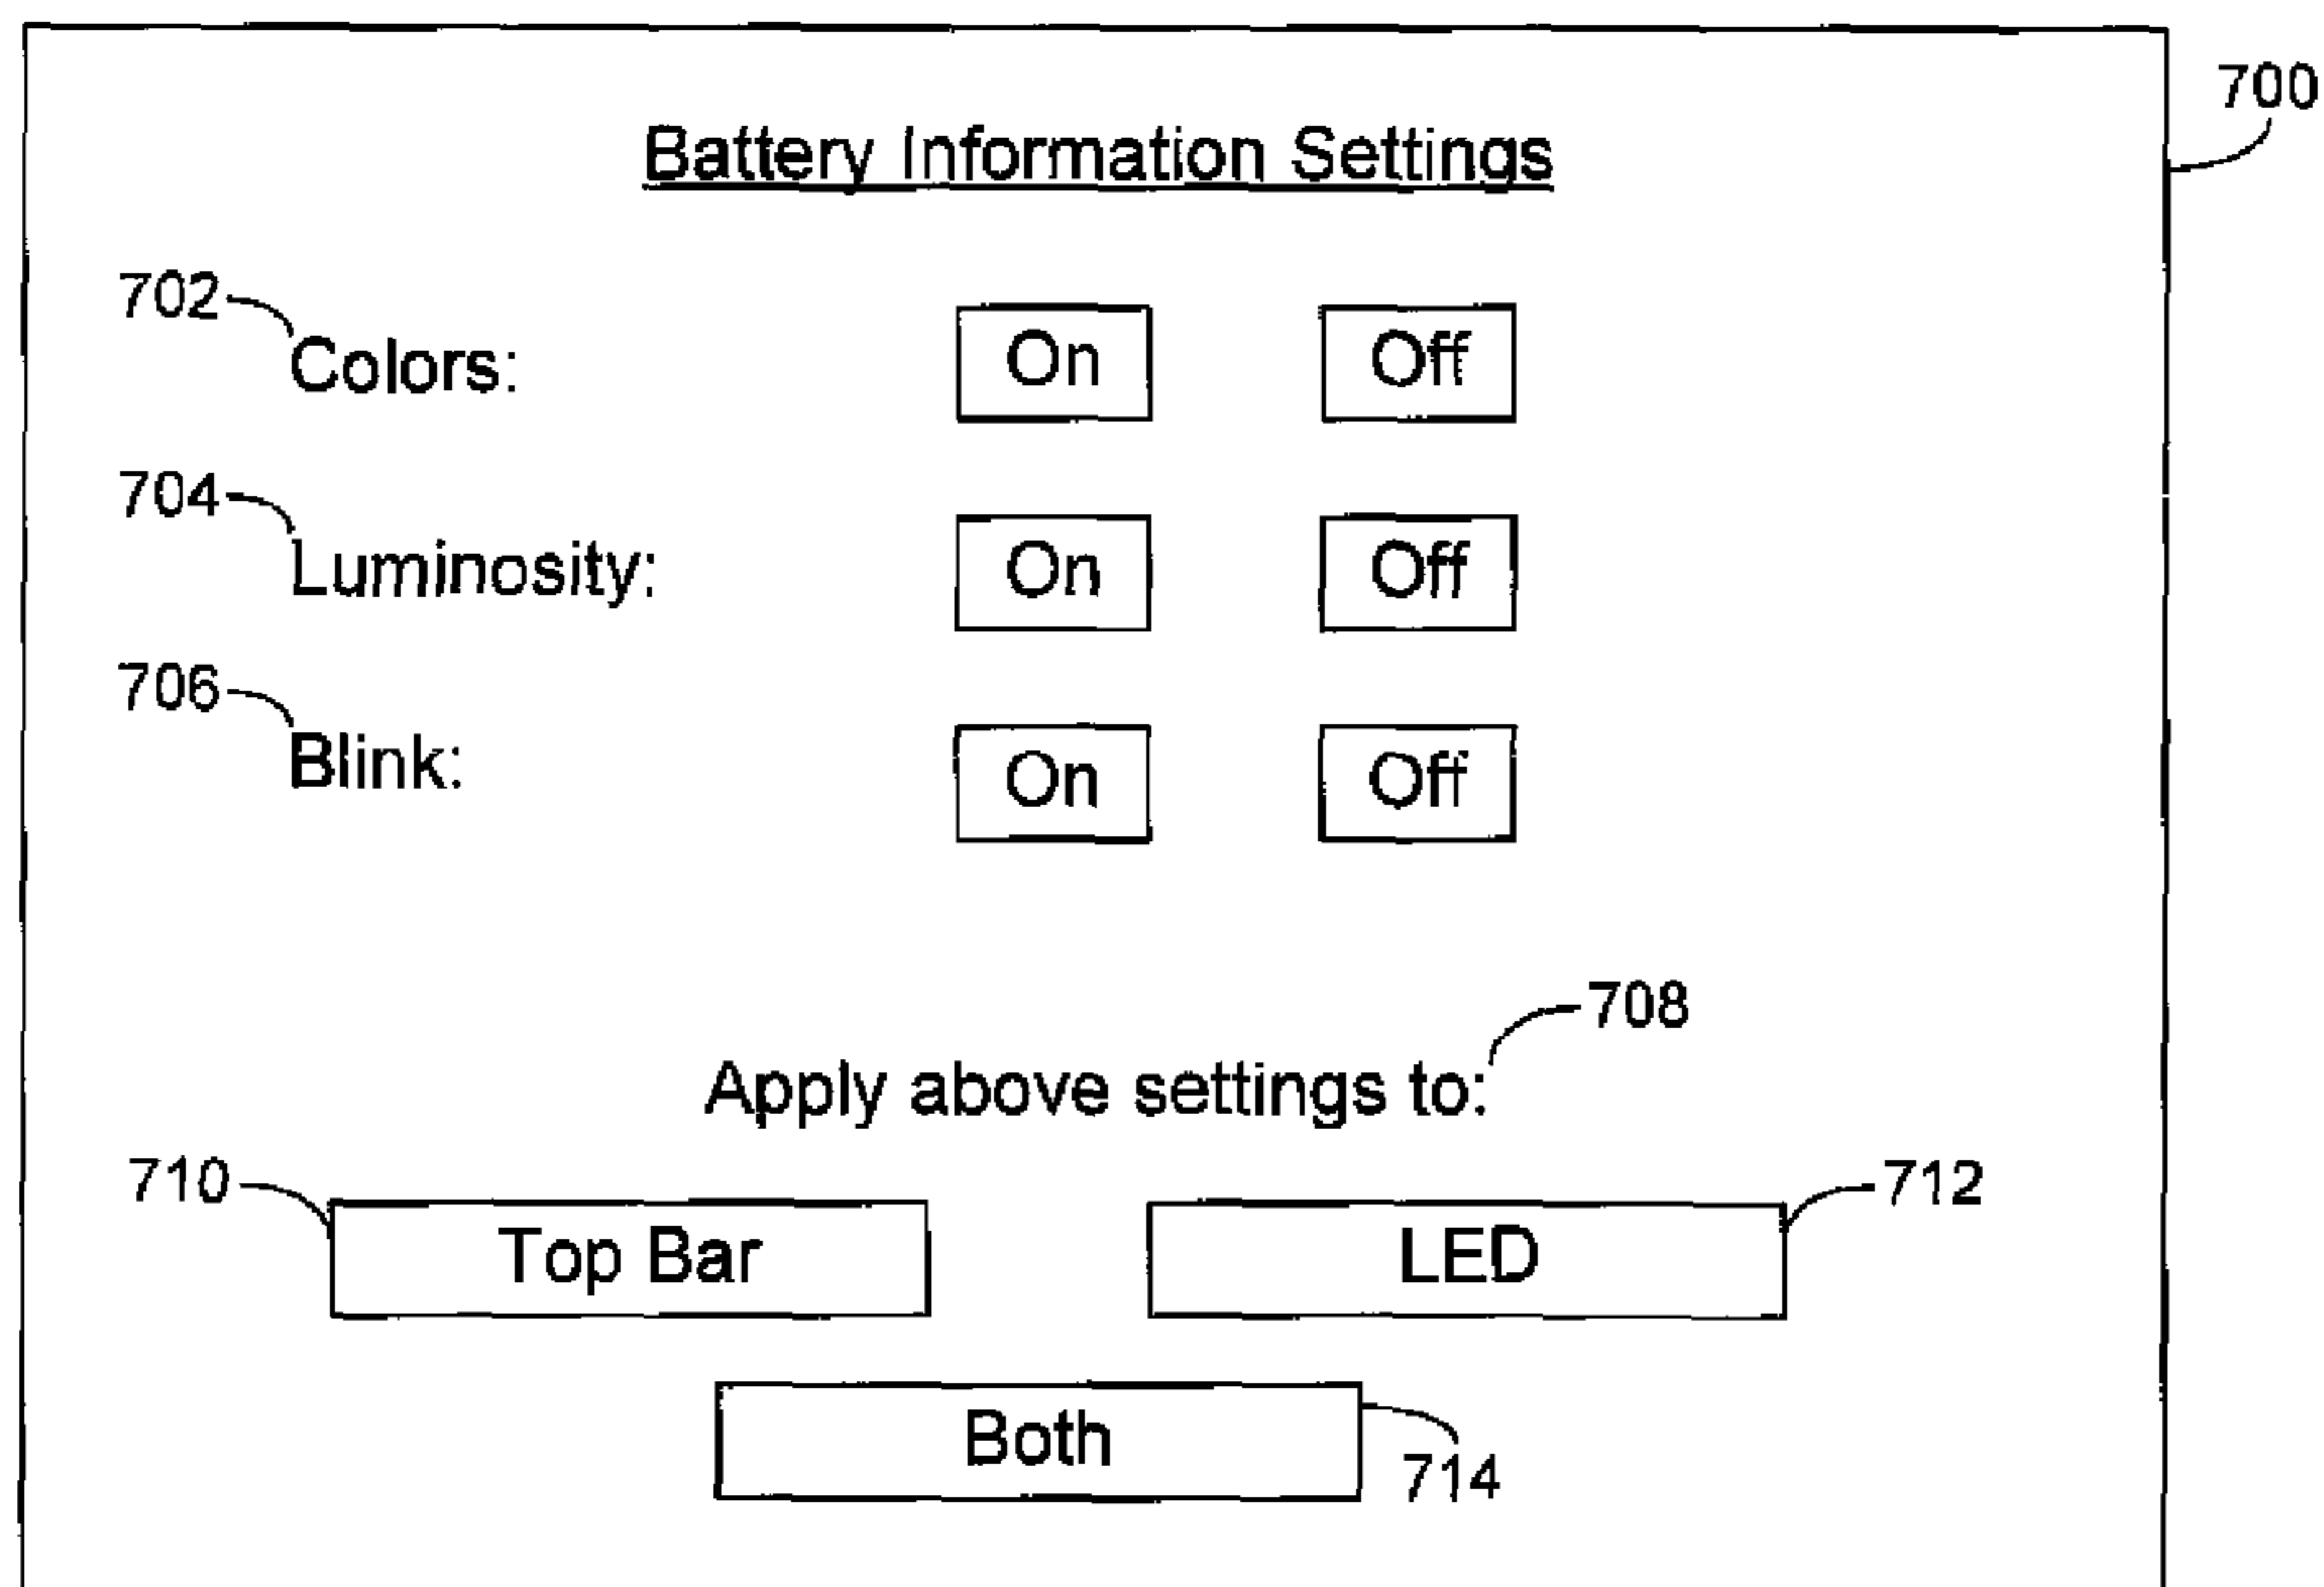 700
Battery Information Settings
702
Colors: On Off
704
Luminosity: On Off
706
Blink: On Off
708
Apply above settings to:
710 712
Top Bar LED
Both
714